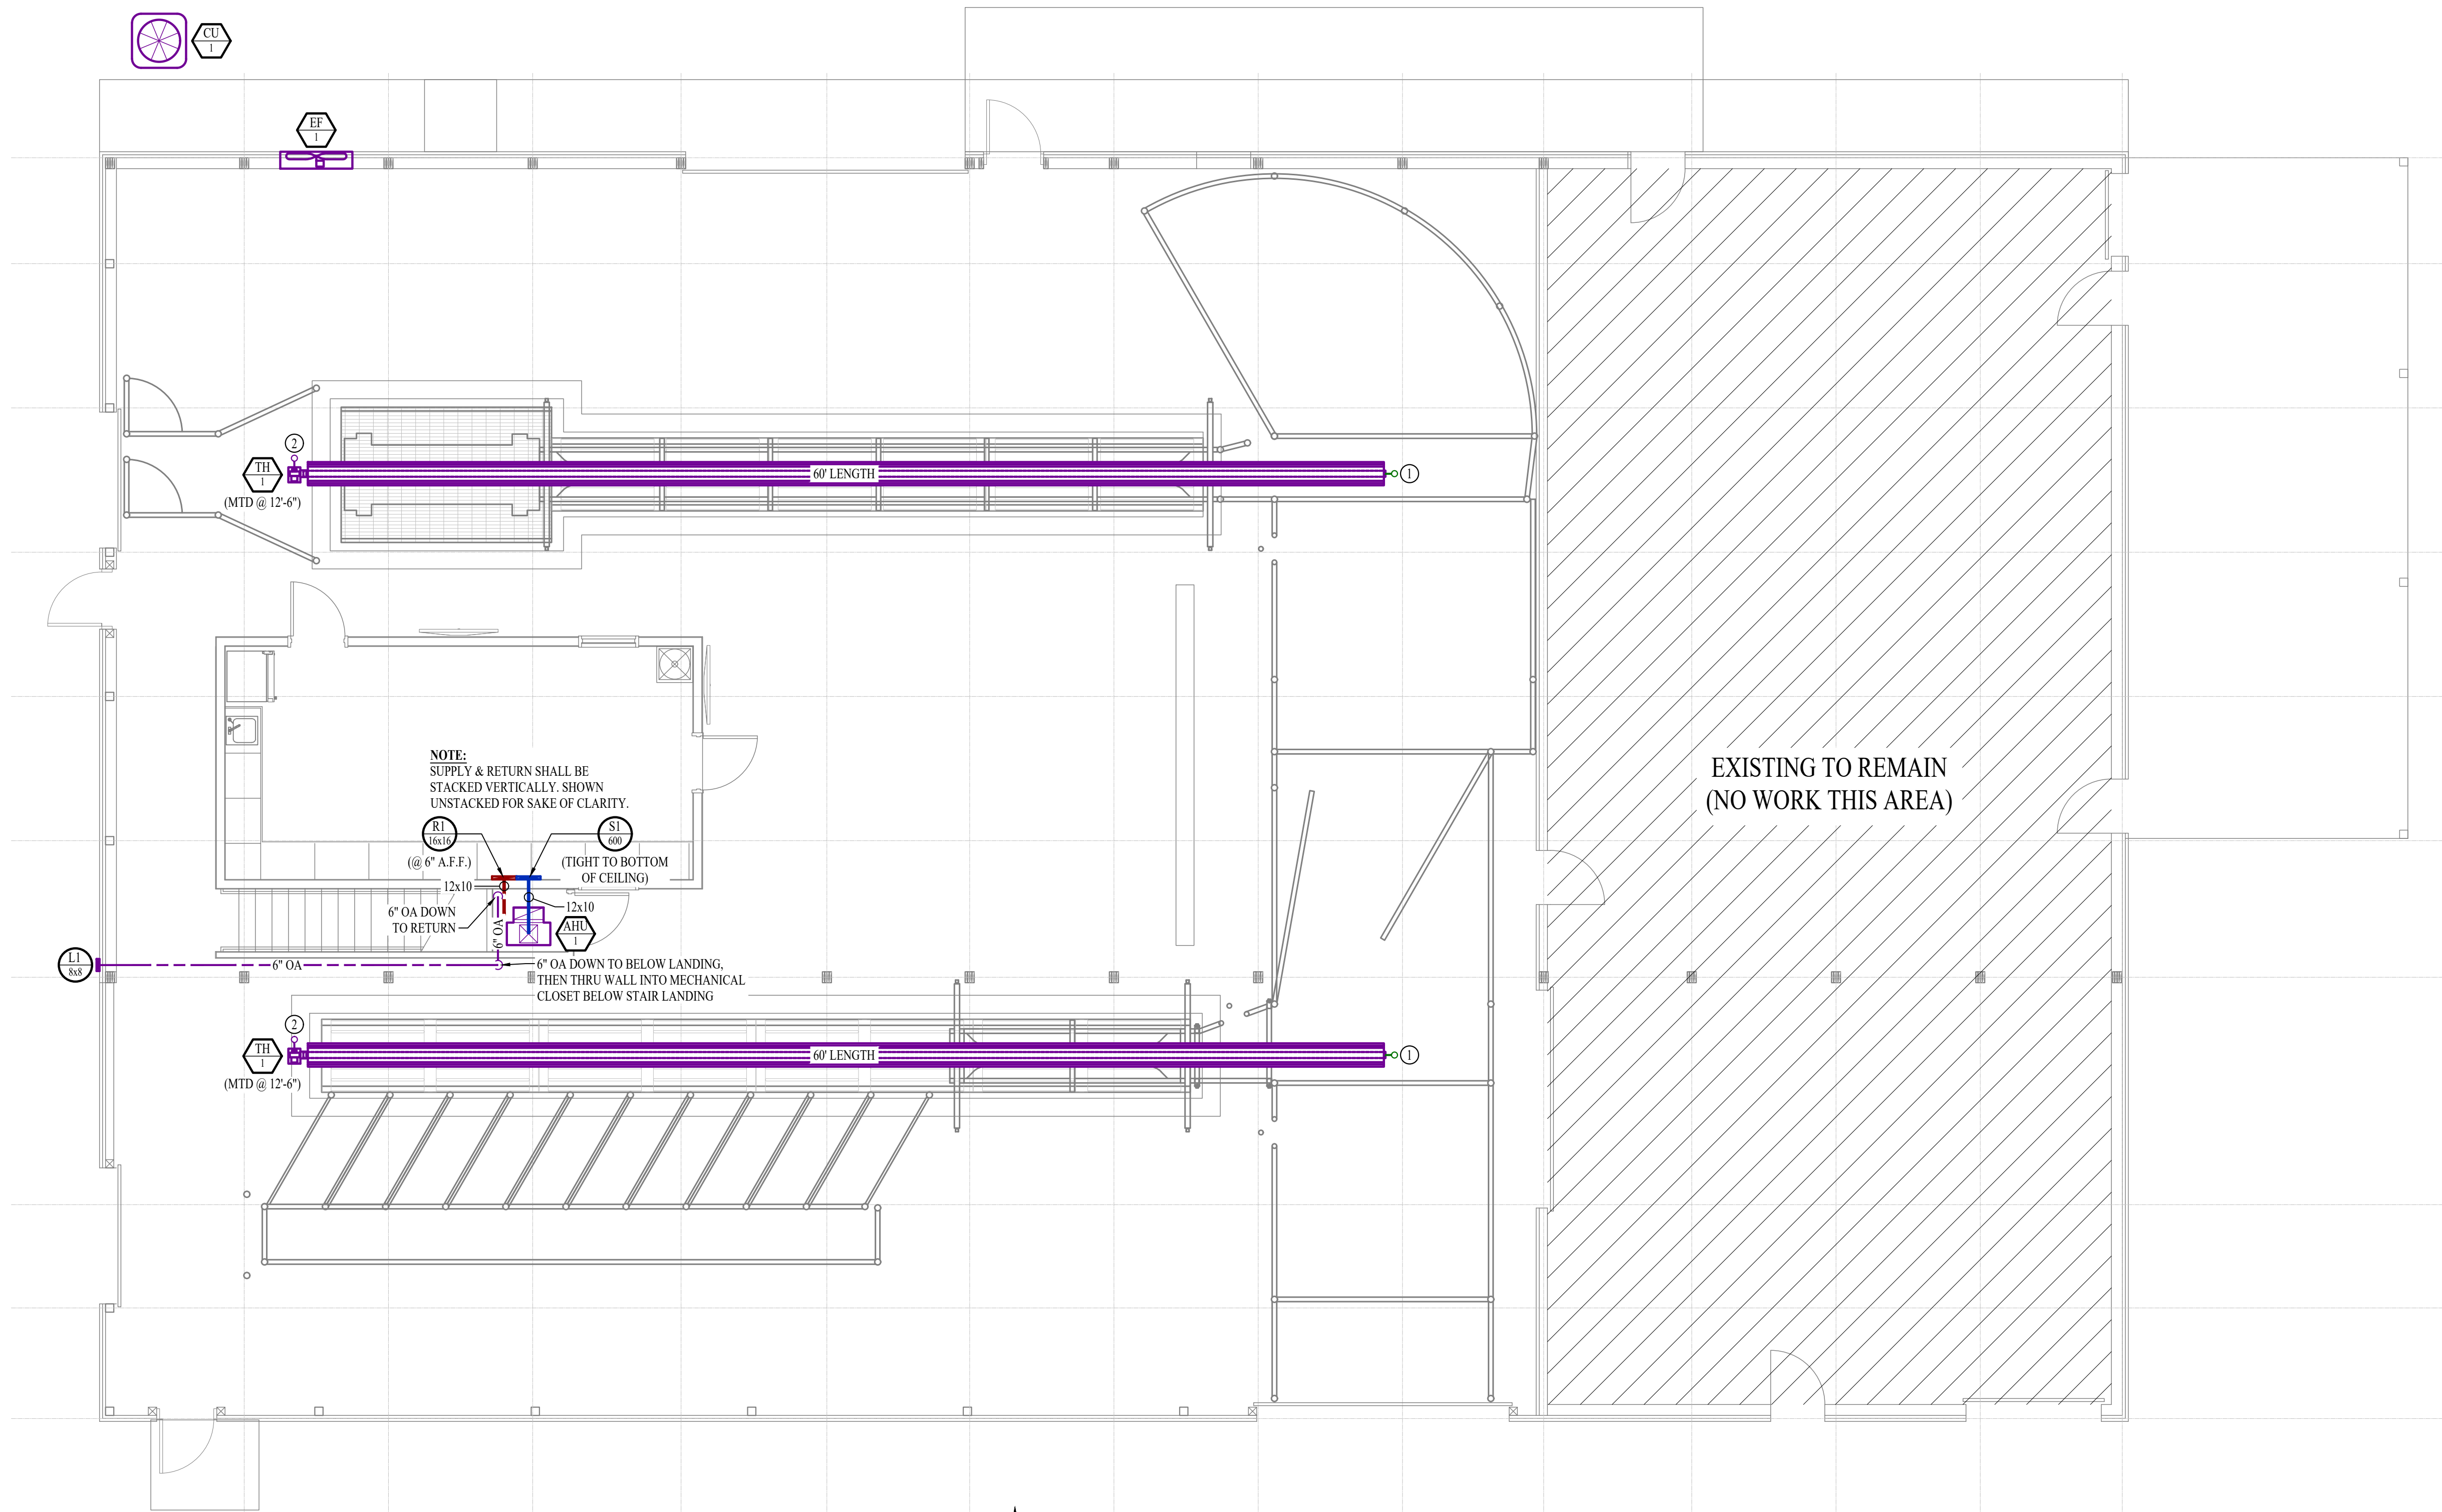 CU
1
EF
1
2
TH
1
(MTD @ 12'-6")
60' LENGTH
1
NOTE:
SUPPLY & RETURN SHALL BE
STACKED VERTICALLY. SHOWN
UNSTACKED FOR SAKE OF CLARITY.
EXISTING TO REMAIN
(NO WORK THIS AREA)
R1
16x16
(@ 6" A.F.F.)
S1
600
(TIGHT TO BOTTOM
OF CEILING)
12x10
12x10
6" OA DOWN
TO RETURN
6" OA
AHU
1
L1
8x8
6" OA
6" OA DOWN TO BELOW LANDING,
THEN THRU WALL INTO MECHANICAL
CLOSET BELOW STAIR LANDING
2
TH
1
(MTD @ 12'-6")
60' LENGTH
1